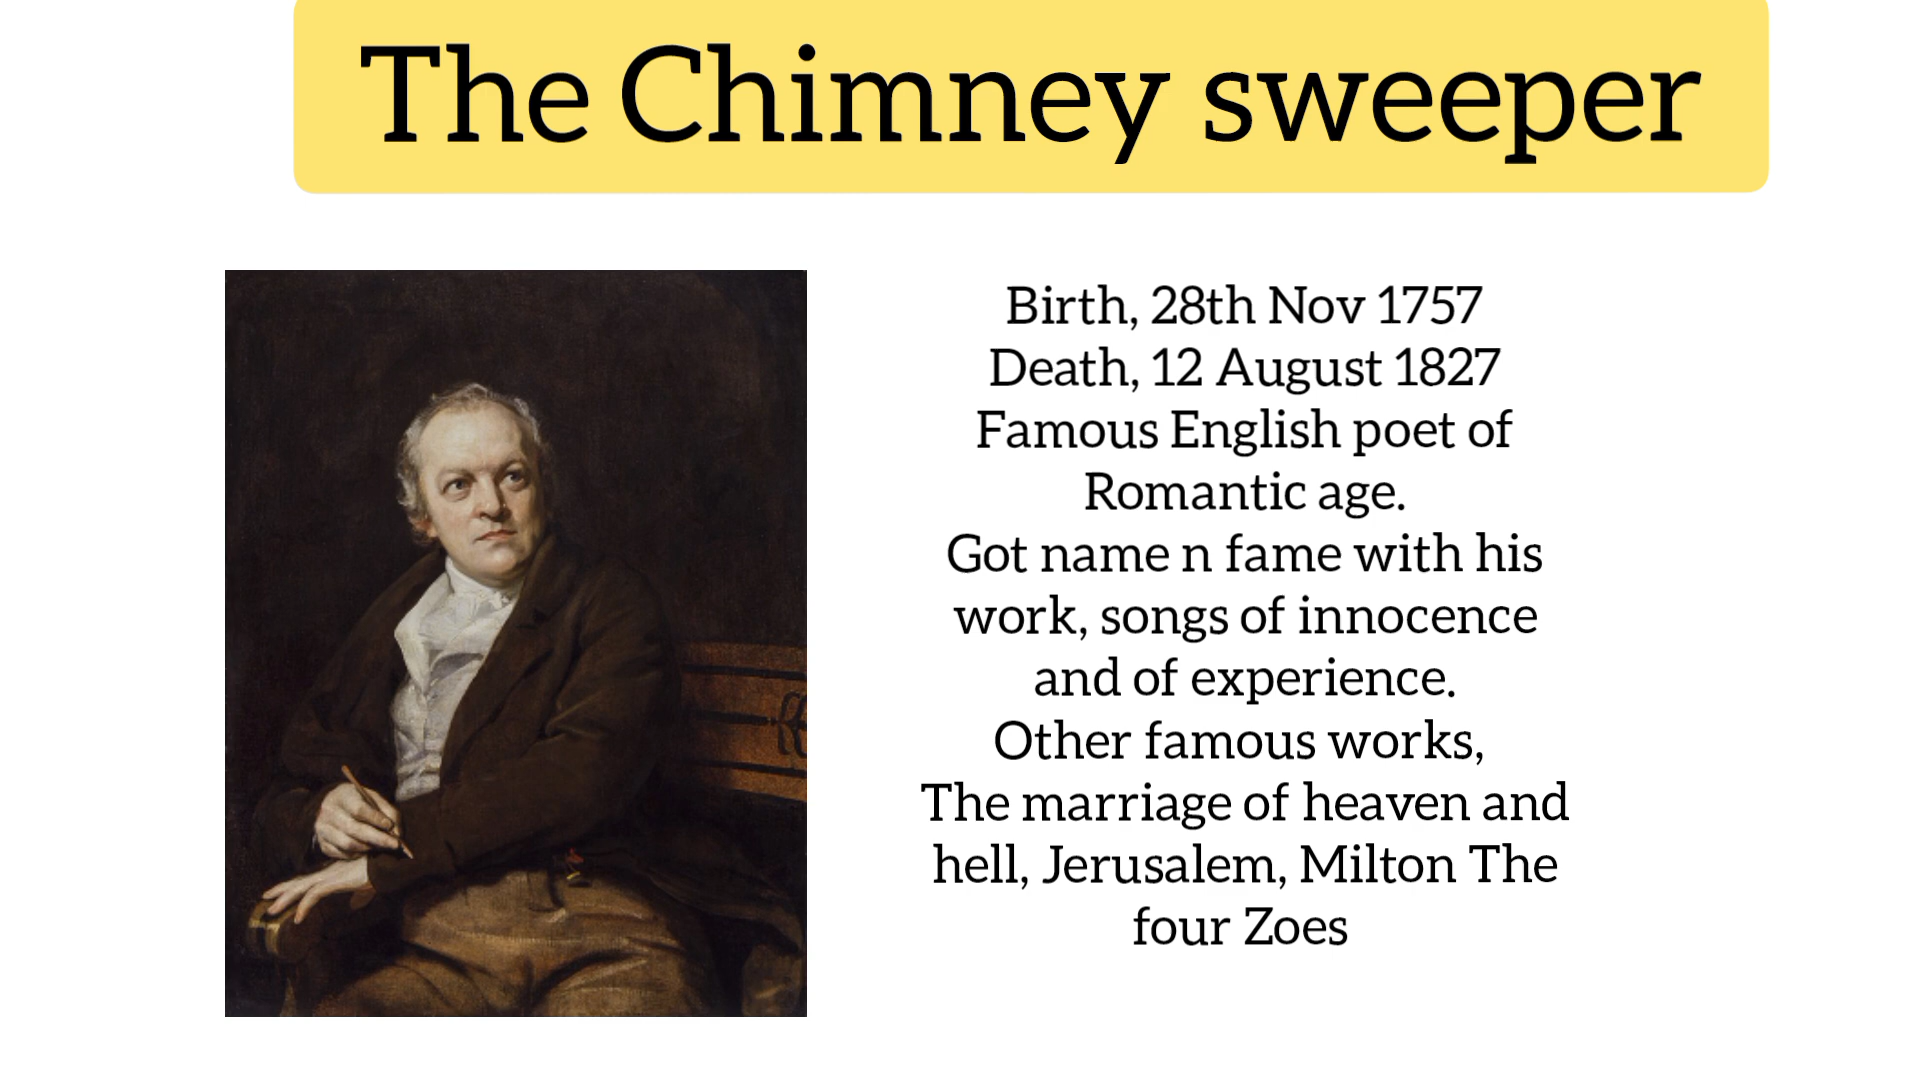 The Chimney sweeper
Birth, 28th Nov 1757
Death, 12 August 1827
Famous English poet of
Romantic age.
Got name n fame with his
work, songs of innocence
and of experience.
Other famous works,
The marriage of heaven and
hell, Jerusalem, Milton The
four Zoes